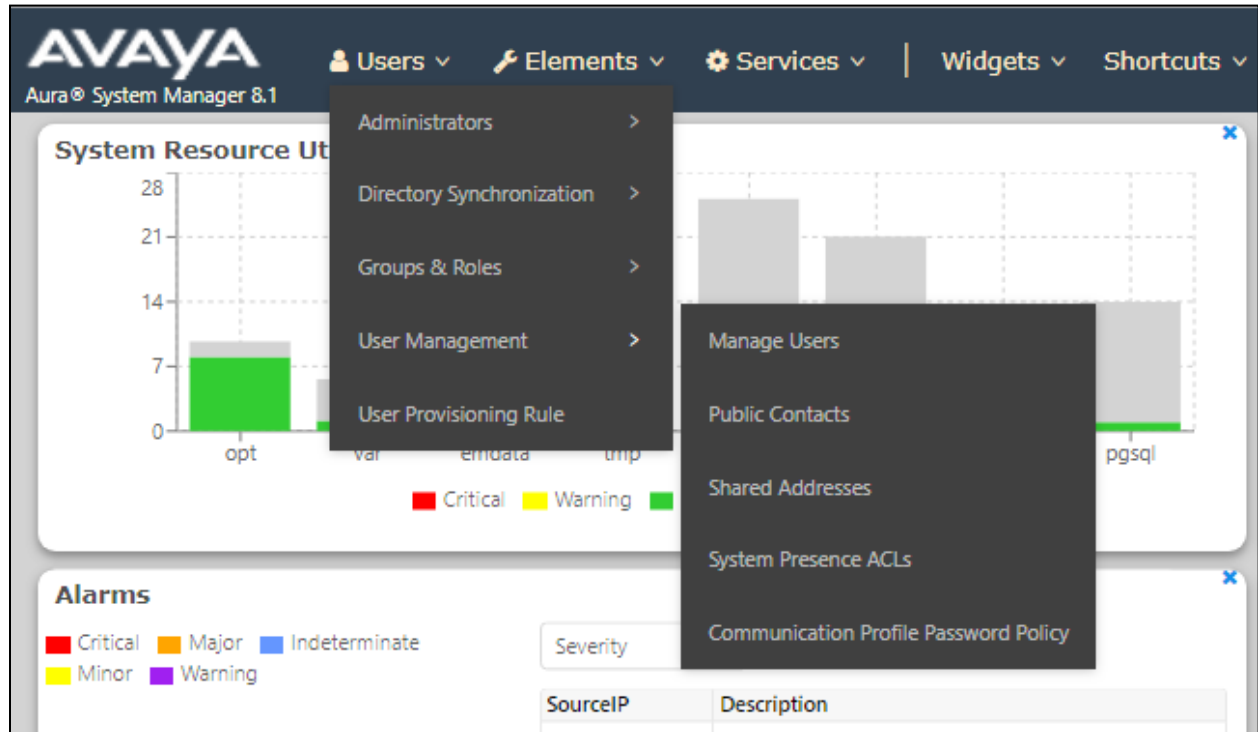 AVAYA
Aura® System Manager 8.1
Users
Elements
Services
Widgets
Shortcuts
Administrators
Directory Synchronization
Groups & Roles
User Management
User Provisioning Rule
Manage Users
Public Contacts
Shared Addresses
System Presence ACLs
Communication Profile Password Policy
System Resource Ut
28
21
14
7
0
opt
var
emdata
tmp
pgsql
Critical Warning
Alarms
Critical Major Indeterminate
Minor Warning
Severity
SourceIP Description